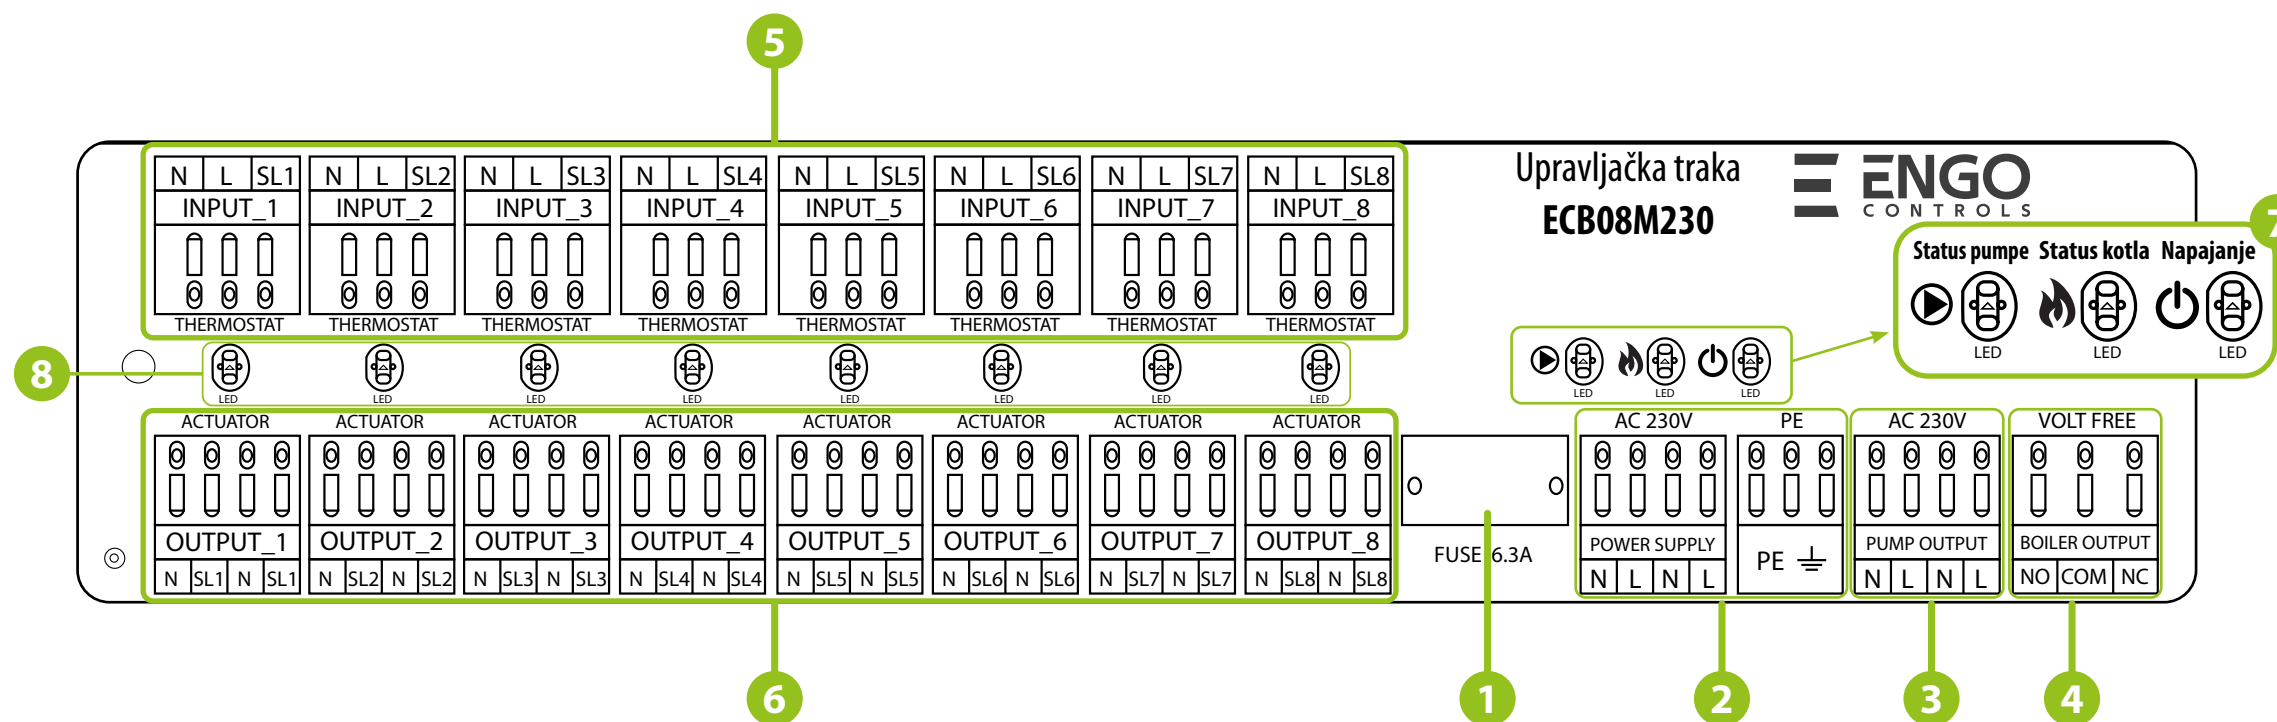 5
Upravljačka traka
ENGO
CONTROLS
ECB08M230
N L SL1 N L SL2 N L SL3 N L SL4 N L SL5 N L SL6 N L SL7 N L SL8
INPUT_1 INPUT_2 INPUT_3 INPUT_4 INPUT_5 INPUT_6 INPUT_7 INPUT_8
THERMOSTAT THERMOSTAT THERMOSTAT THERMOSTAT THERMOSTAT THERMOSTAT THERMOSTAT THERMOSTAT
7
Status pumpe Status kotla Napajanje
LED LED LED
8
LED LED LED LED LED LED LED LED
LED LED LED
ACTUATOR ACTUATOR ACTUATOR ACTUATOR ACTUATOR ACTUATOR ACTUATOR ACTUATOR
AC 230V PE AC 230V VOLT FREE
OUTPUT_1 OUTPUT_2 OUTPUT_3 OUTPUT_4 OUTPUT_5 OUTPUT_6 OUTPUT_7 OUTPUT_8
N SL1 N SL1 N SL2 N SL2 N SL3 N SL3 N SL4 N SL4 N SL5 N SL5 N SL6 N SL6 N SL7 N SL7 N SL8 N SL8
FUSE 6.3A
POWER SUPPLY
N L N L
PE
PUMP OUTPUT
N L N L
BOILER OUTPUT
NO COM NC
6 1 2 3 4